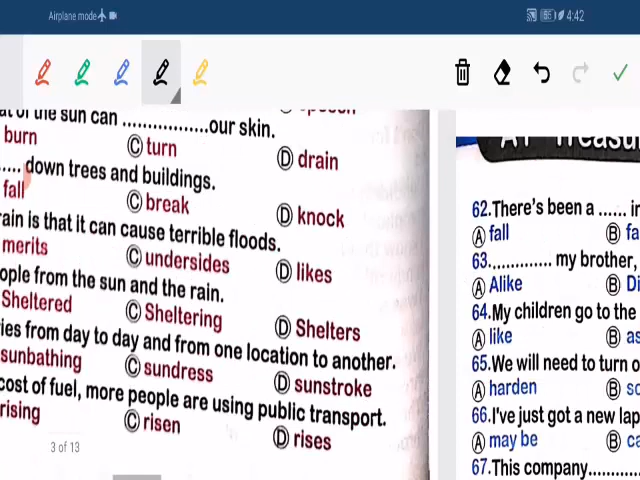 Airplane mode
85
4:42
of the sun can ..................our skin.
burn
Ⓒ turn
Ⓓ drain
..... down trees and buildings.
fall
Ⓒ break
Ⓓ knock
rain is that it can cause terrible floods.
merits
Ⓒ undersides
Ⓓ likes
ople from the sun and the rain.
Sheltered
Ⓒ Sheltering
Ⓓ Shelters
ies from day to day and from one location to another.
sunbathing
Ⓒ sundress
Ⓓ sunstroke
cost of fuel, more people are using public transport.
rising
Ⓒ risen
Ⓓ rises
3 of 13
62.There's been a ...... in
Ⓐ fall
Ⓑ fa
63.............. my brother,
Ⓐ Alike
Ⓑ Di
64.My children go to the
Ⓐ like
Ⓑ as
65.We will need to turn o
Ⓐ harden
Ⓑ so
66.I've just got a new lap
Ⓐ may be
Ⓑ ca
67.This company...........